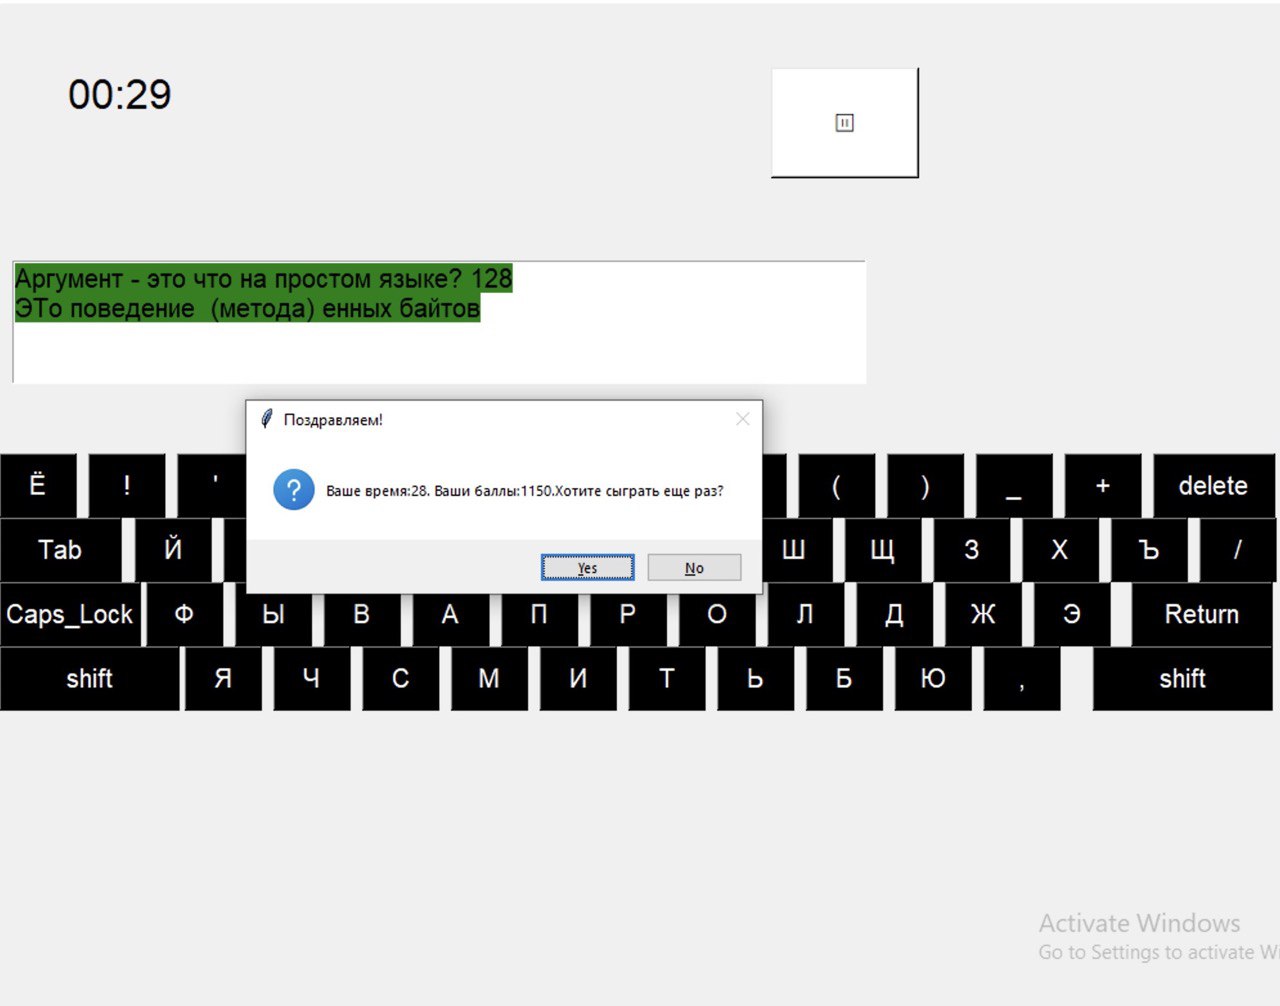 00:29
Аргумент - это что на простом языке? 128
ЭТо поведение  (метода) енных байтов
Поздравляем!
Ваше время:28. Ваши баллы:1150.Хотите сыграть еще раз?
Yes No
Ё ! ' ( ) _ + delete
Tab Й Ш Щ З Х Ъ /
Caps_Lock Ф Ы В А П Р О Л Д Ж Э Return
shift Я Ч С М И Т Ь Б Ю , shift
Activate Windows
Go to Settings to activate W